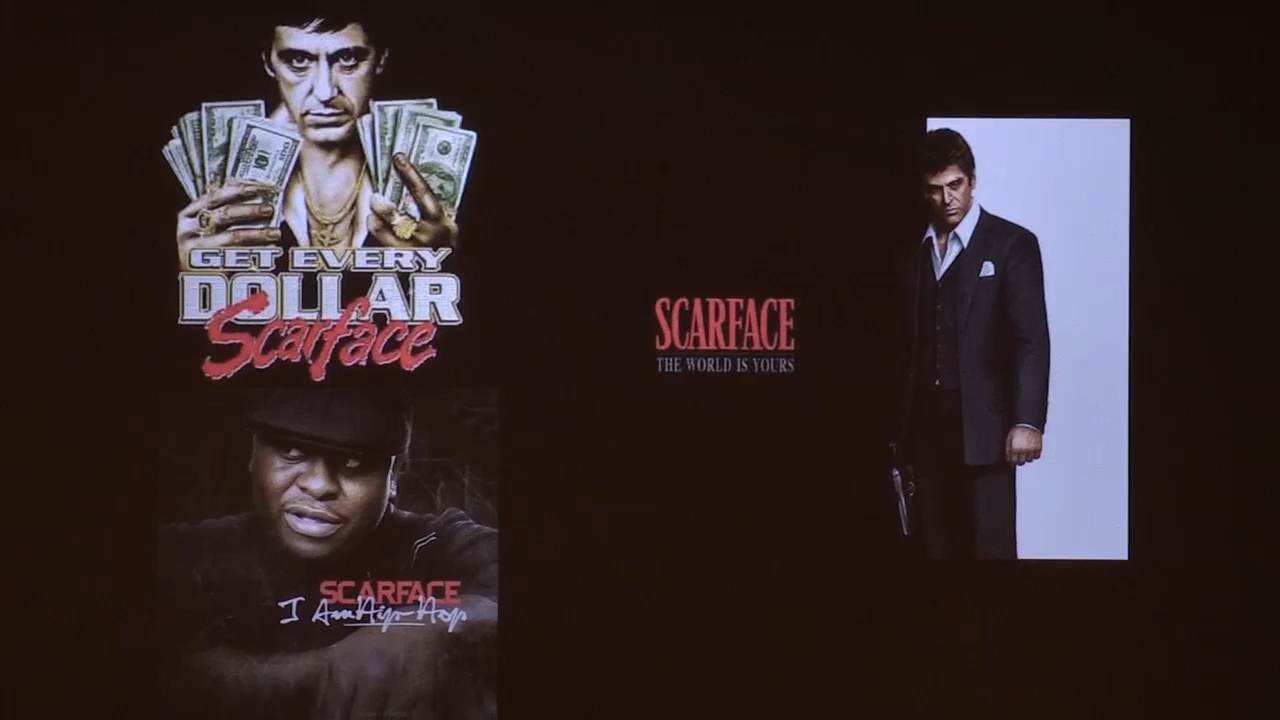 GET EVERY
DOLLAR
Scarface
SCARFACE
THE WORLD IS YOURS
SCARFACE
I Am Hip-Hop